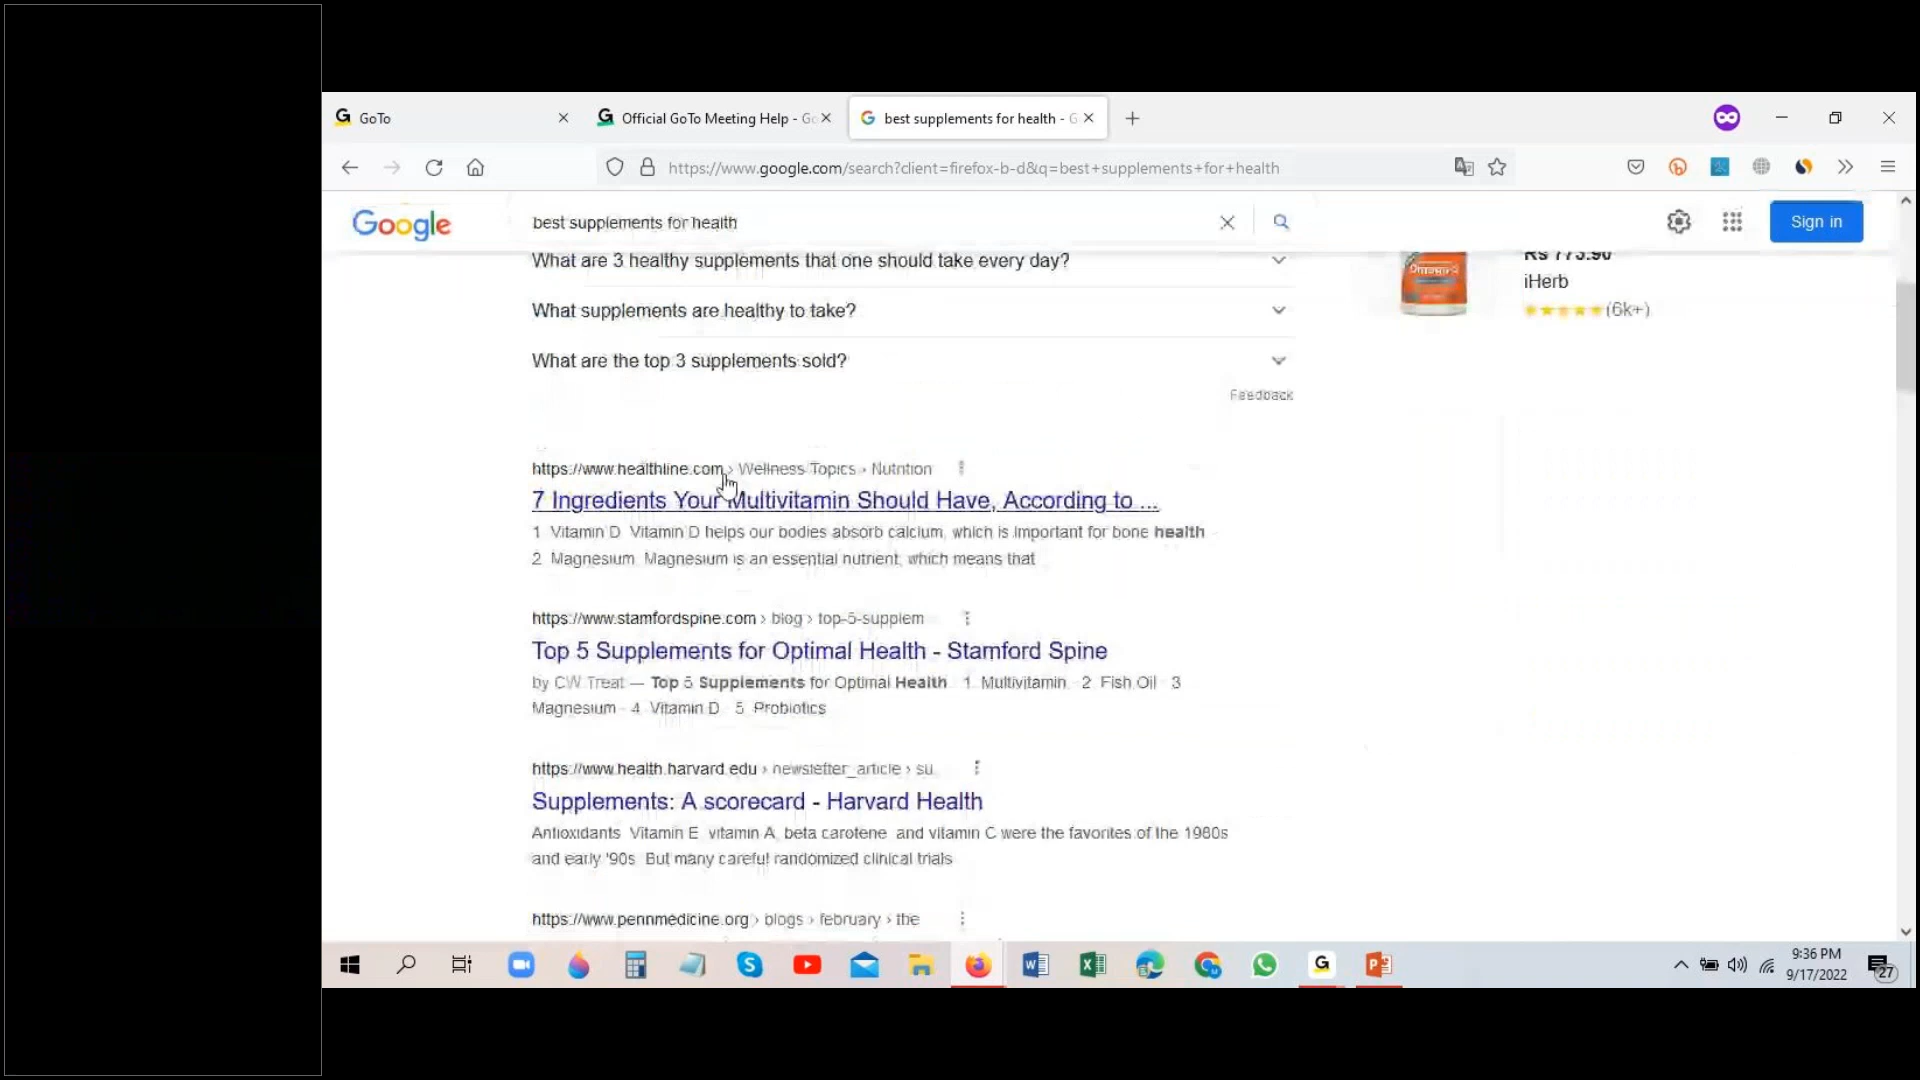 GoTo
Official GoTo Meeting Help - Go
best supplements for health - G
https://www.google.com/search?client=firefox-b-d&q=best+supplements+for+health
Google
best supplements for health
Sign in
What are 3 healthy supplements that one should take every day?
Rs 773.90
Omega-3
iHerb
(6k+)
What supplements are healthy to take?
What are the top 3 supplements sold?
Feedback
https://www.healthline.com › Wellness Topics › Nutrition
7 Ingredients Your Multivitamin Should Have, According to ...
1 Vitamin D Vitamin D helps our bodies absorb calcium, which is important for bone health
2 Magnesium Magnesium is an essential nutrient, which means that
https://www.stamfordspine.com › blog › top-5-supplem
Top 5 Supplements for Optimal Health - Stamford Spine
by CW Treat — Top 5 Supplements for Optimal Health 1 Multivitamin 2 Fish Oil 3
Magnesium - 4 Vitamin D 5 Probiotics
https://www.health.harvard.edu › newsletter_article › su
Supplements: A scorecard - Harvard Health
Antioxidants Vitamin E vitamin A, beta carotene and vitamin C were the favorites of the 1980s
and early '90s But many careful randomized clinical trials
https://www.pennmedicine.org › blogs › february › the
9:36 PM
9/17/2022
27